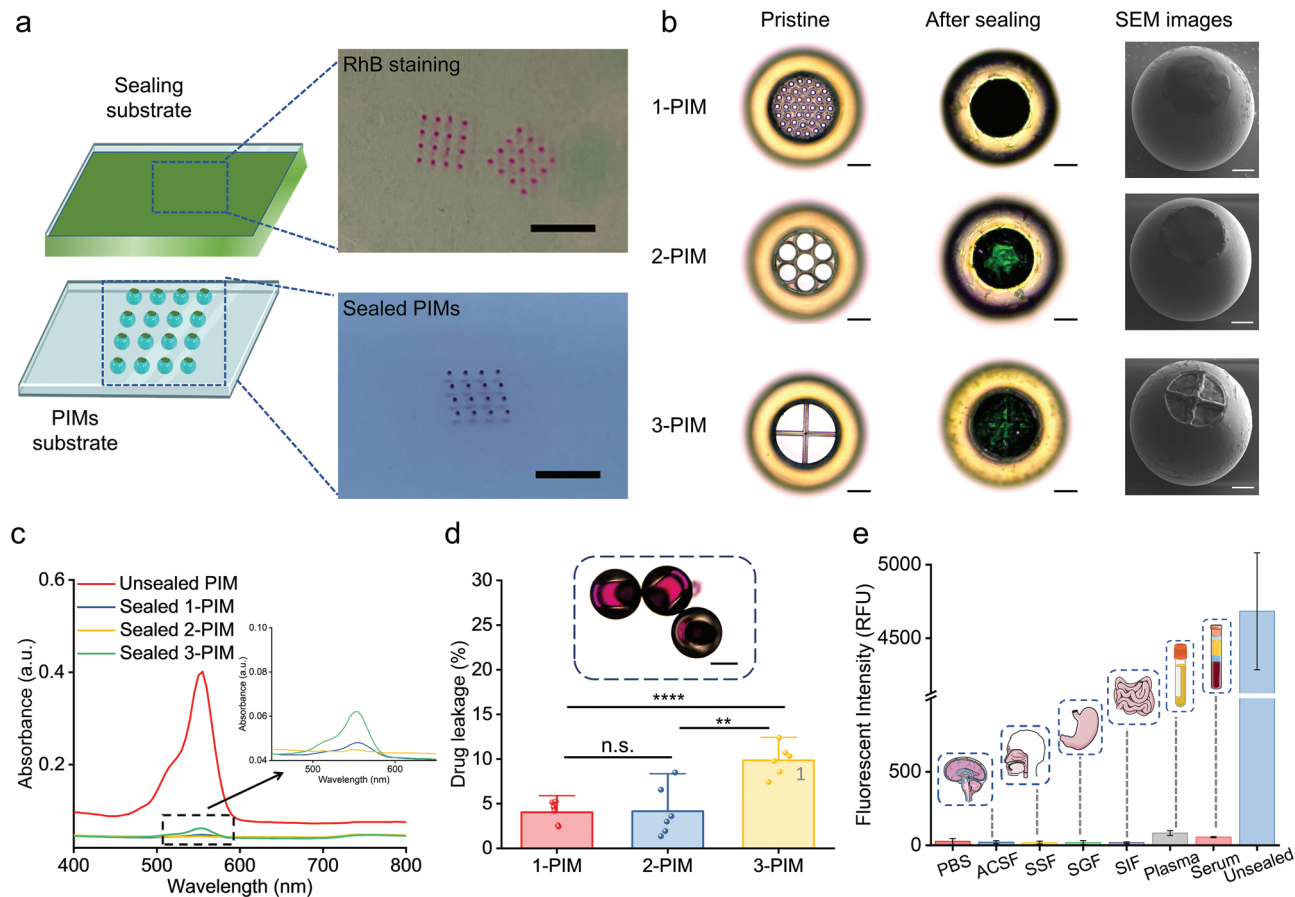 a
Sealing
substrate
RhB staining
Sealed PIMs
PIMs
substrate
b
Pristine
After sealing
SEM images
1-PIM
2-PIM
3-PIM
c
Absorbance (a.u.)
0.6
0.4
0.2
Unsealed PIM
Sealed 1-PIM
Sealed 2-PIM
Sealed 3-PIM
Absorbance (a.u.)
0.10
0.08
0.06
0.04
500
600
Wavelength (nm)
400
500
600
700
800
Wavelength (nm)
d
Drug leakage (%)
30
25
20
15
10
5
0
****
**
n.s.
1
1-PIM
2-PIM
3-PIM
e
Fluorescent Intensity (RFU)
5000
4500
500
0
PBS
ACSF
SSF
SGF
SIF
Plasma
Serum
Unsealed